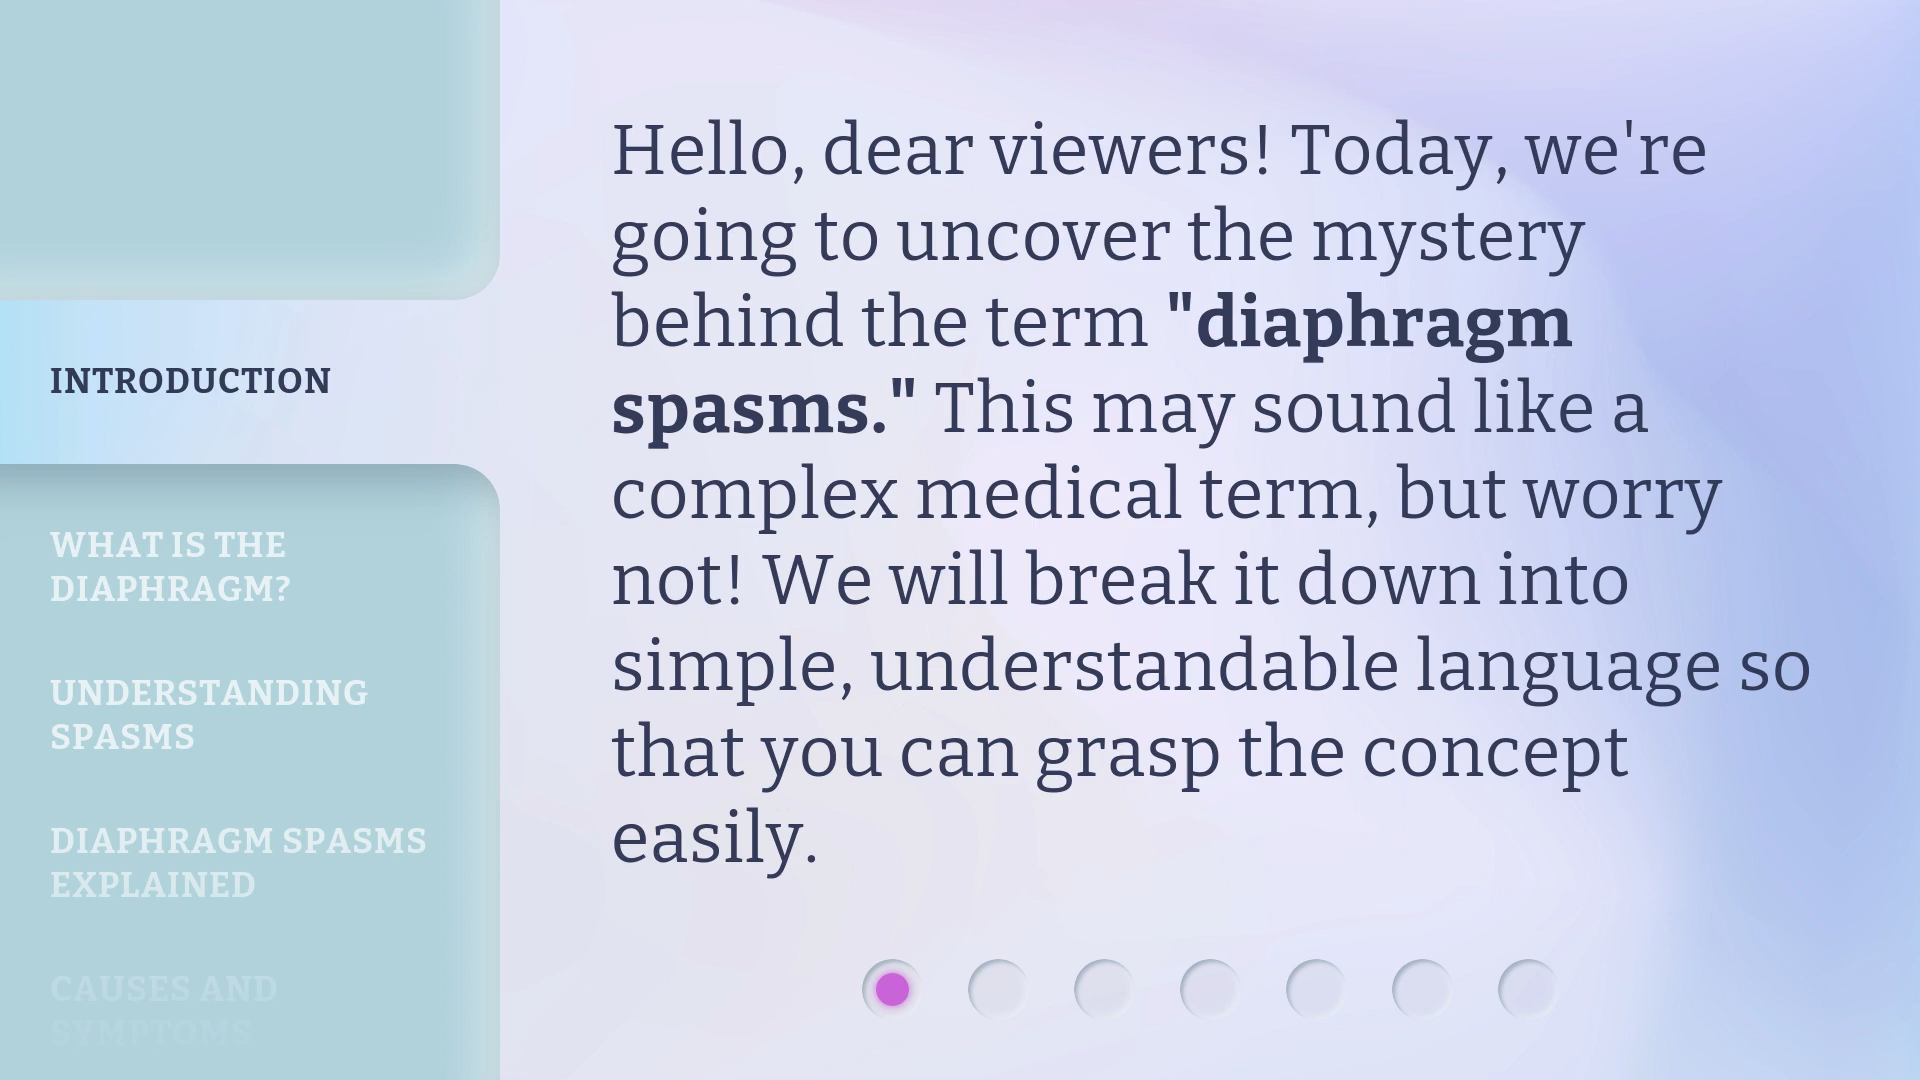 INTRODUCTION
WHAT IS THE
DIAPHRAGM?
UNDERSTANDING
SPASMS
DIAPHRAGM SPASMS
EXPLAINED
CAUSES AND
SYMPTOMS
Hello, dear viewers! Today, we're
going to uncover the mystery
behind the term "diaphragm
spasms." This may sound like a
complex medical term, but worry
not! We will break it down into
simple, understandable language so
that you can grasp the concept
easily.